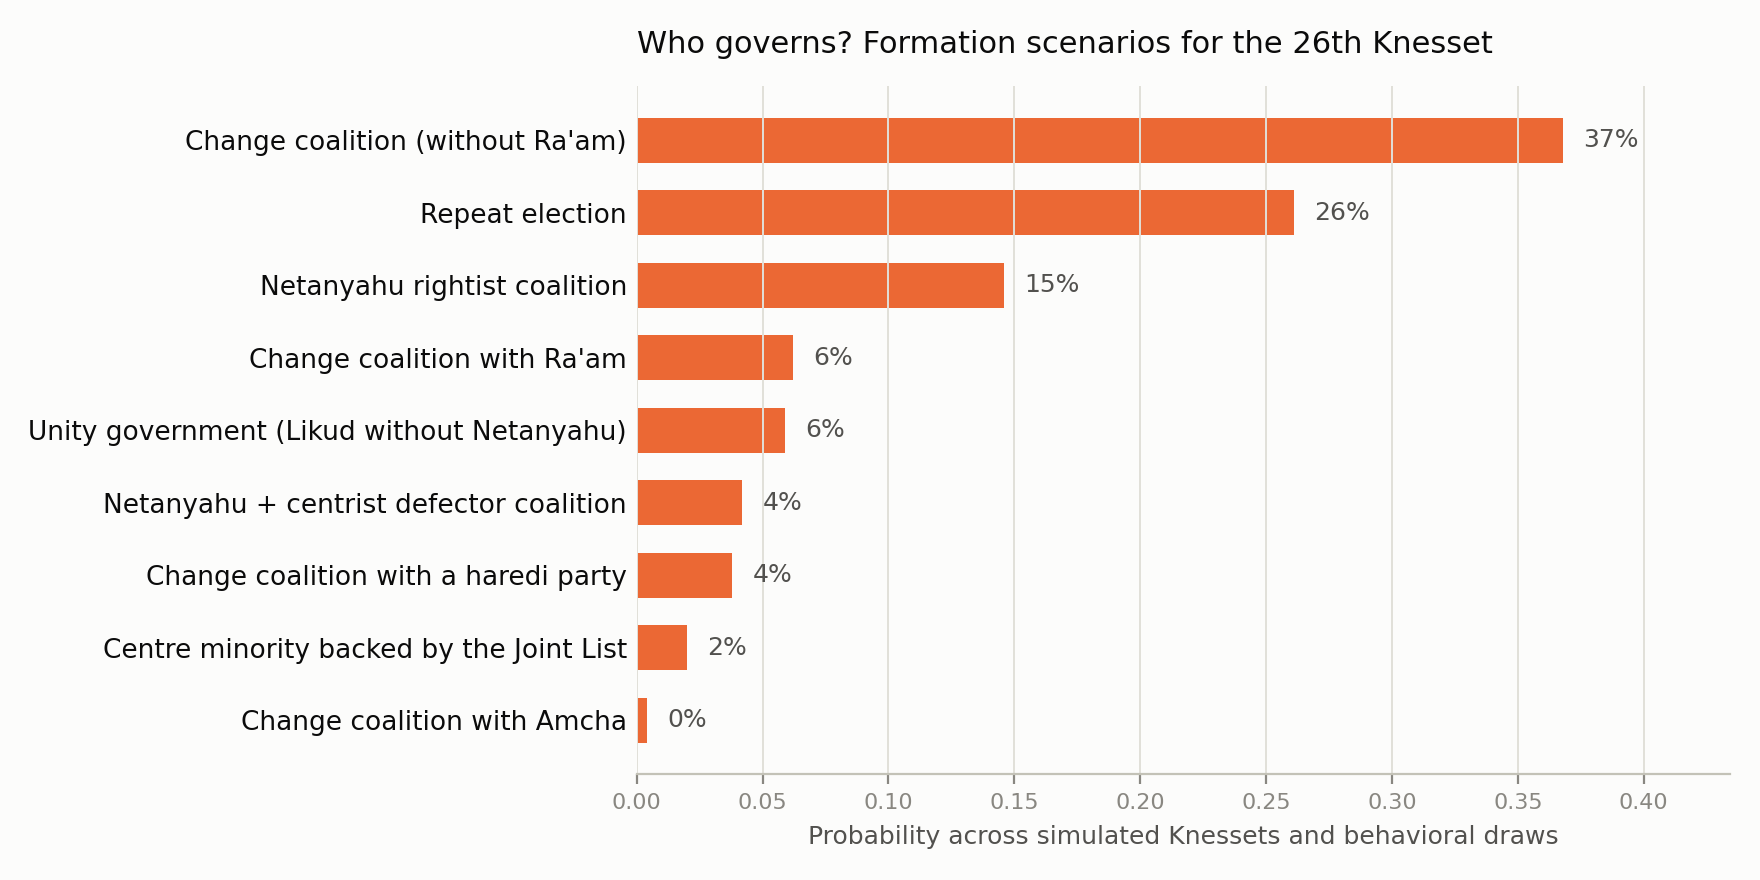 Who governs? Formation scenarios for the 26th Knesset
Change coalition (without Ra'am)
37%
Repeat election
26%
Netanyahu rightist coalition
15%
Change coalition with Ra'am
6%
Unity government (Likud without Netanyahu)
6%
Netanyahu + centrist defector coalition
4%
Change coalition with a haredi party
4%
Centre minority backed by the Joint List
2%
Change coalition with Amcha
0%
0.00 0.05 0.10 0.15 0.20 0.25 0.30 0.35 0.40
Probability across simulated Knessets and behavioral draws